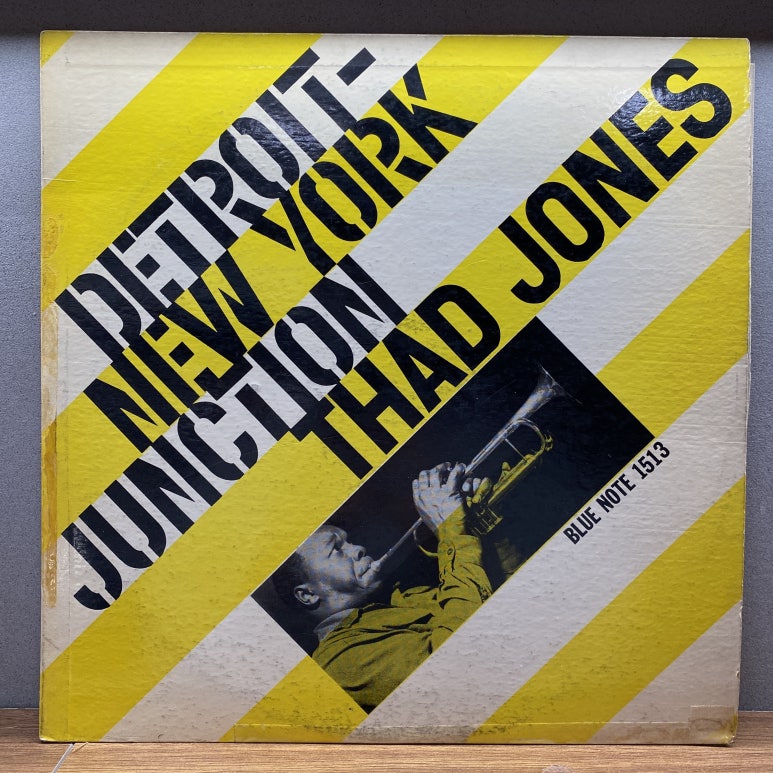 DETROIT-
NEW YORK
JUNCTION
THAD JONES
BLUE NOTE 1513